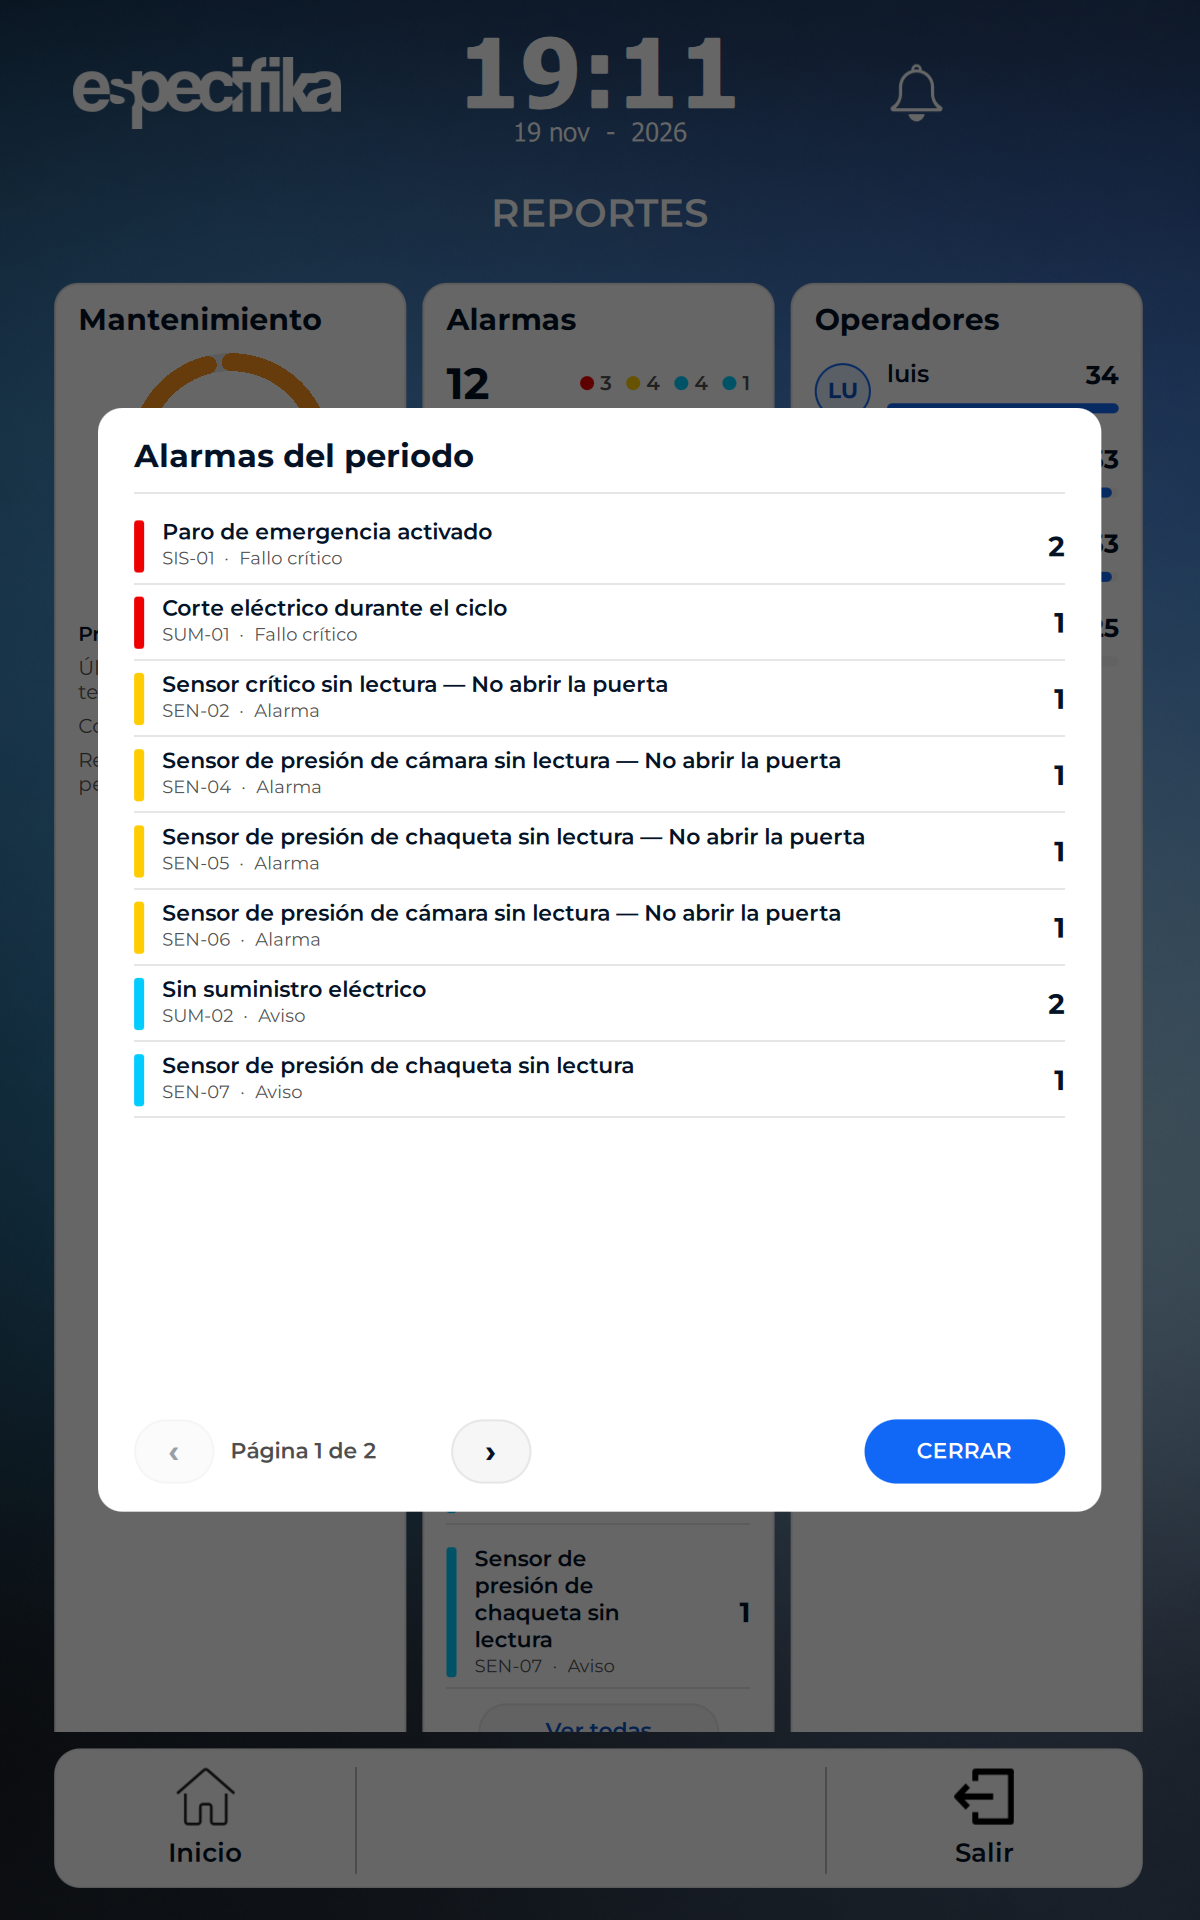 especifika
19:11
19 nov - 2026
REPORTES
Mantenimiento
Alarmas
12
3 4 4 1
Operadores
LU
luis
34
Alarmas del periodo
Paro de emergencia activado
SIS-01 · Fallo crítico
2
Corte eléctrico durante el ciclo
SUM-01 · Fallo crítico
1
Sensor crítico sin lectura — No abrir la puerta
SEN-02 · Alarma
1
Sensor de presión de cámara sin lectura — No abrir la puerta
SEN-04 · Alarma
1
Sensor de presión de chaqueta sin lectura — No abrir la puerta
SEN-05 · Alarma
1
Sensor de presión de cámara sin lectura — No abrir la puerta
SEN-06 · Alarma
1
Sin suministro eléctrico
SUM-02 · Aviso
2
Sensor de presión de chaqueta sin lectura
SEN-07 · Aviso
1
‹ Página 1 de 2 ›
CERRAR
Sensor de
presión de
chaqueta sin
lectura
SEN-07 · Aviso
1
Ver todas
Inicio
Salir